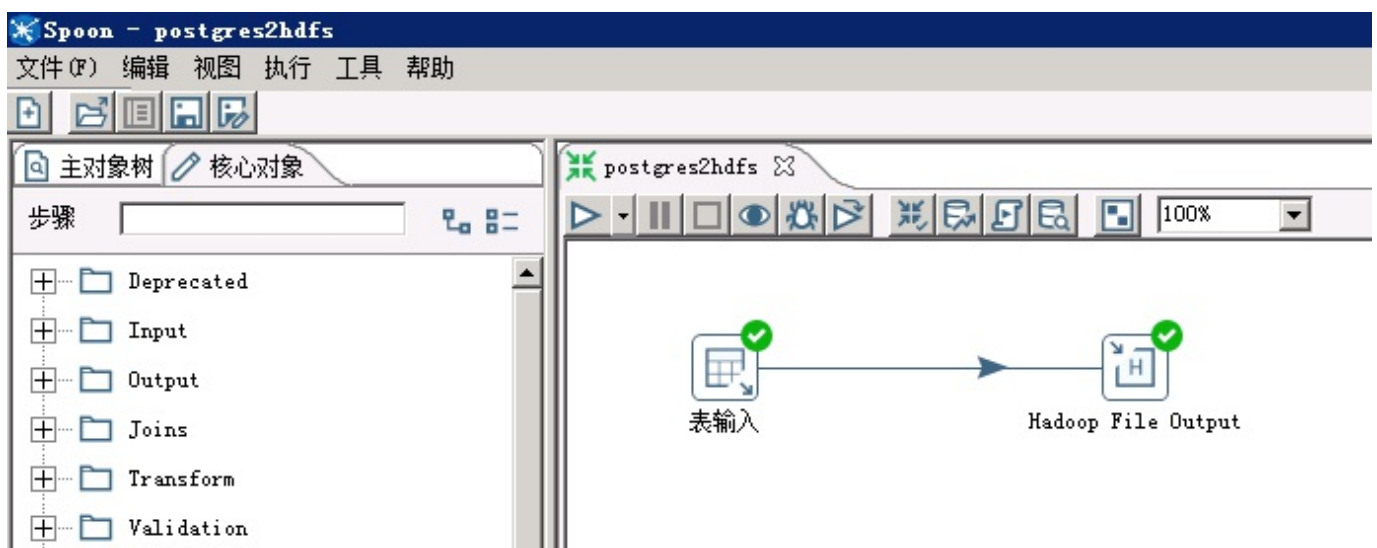 Spoon - postgres2hdfs
文件(F) 编辑 视图 执行 工具 帮助
主对象树 核心对象
postgres2hdfs
步骤
100%
Deprecated
Input
Output
Joins
Transform
Validation
表输入
H
Hadoop File Output